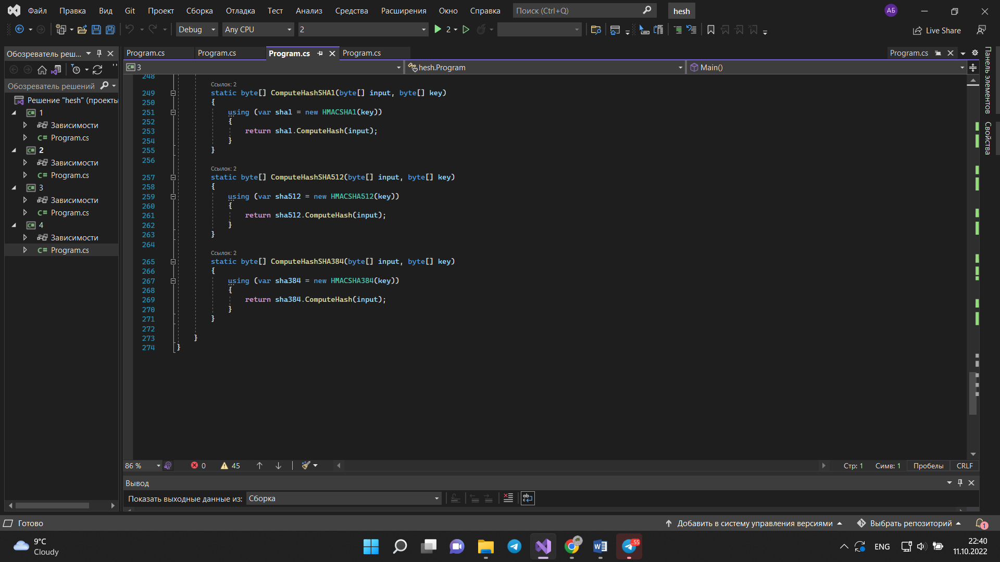 Файл Правка Вид Git Проект Сборка Отладка Тест Анализ Средства Расширения Окно Справка Поиск (Ctrl+Q) hesh АБ
Debug Any CPU 2 2 Live Share
Обозреватель реш... Program.cs Program.cs Program.cs Program.cs Program.cs
C# 3 hesh.Program Main()
Обозреватель решений
Решение "hesh" (проекты
C# 1
Зависимости
C# Program.cs
C# 2
Зависимости
C# Program.cs
C# 3
Зависимости
C# Program.cs
C# 4
Зависимости
C# Program.cs
248
Ссылок: 2
249 static byte[] ComputeHashSHA1(byte[] input, byte[] key)
250 {
251 using (var sha1 = new HMACSHA1(key))
252 {
253 return sha1.ComputeHash(input);
254 }
255 }
256
Ссылок: 2
257 static byte[] ComputeHashSHA512(byte[] input, byte[] key)
258 {
259 using (var sha512 = new HMACSHA512(key))
260 {
261 return sha512.ComputeHash(input);
262 }
263 }
264
Ссылок: 2
265 static byte[] ComputeHashSHA384(byte[] input, byte[] key)
266 {
267 using (var sha384 = new HMACSHA384(key))
268 {
269 return sha384.ComputeHash(input);
270 }
271 }
272
273 }
274 }
Панель элементов
Свойства
86 % 0 45 Стр: 1 Симв: 1 Пробелы CRLF
Вывод
Показать выходные данные из: Сборка
Готово Добавить в систему управления версиями Выбрать репозиторий 1
9°C
Cloudy
..55
ENG
22:40
11.10.2022